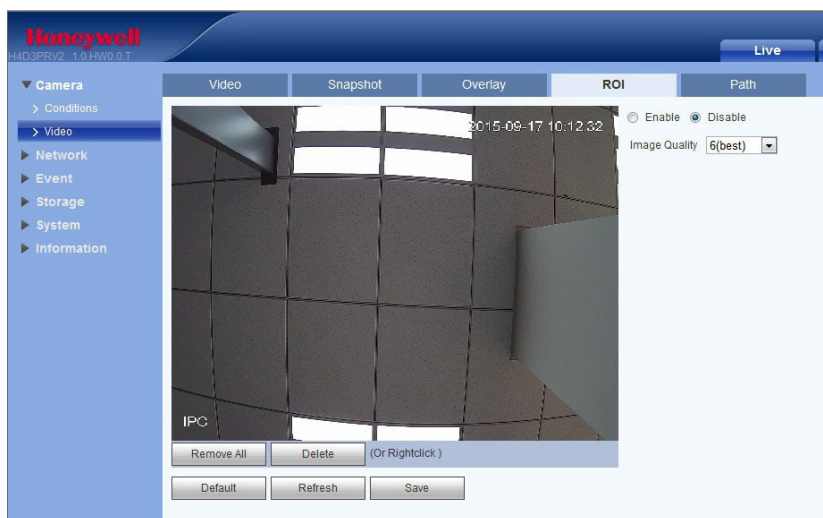 Honeywell
H4D3PRV2 1.0.HW0.0.T
Live
Camera
Conditions
Video
Network
Event
Storage
System
Information
Video
Snapshot
Overlay
ROI
Path
2015-09-17 10:12:32
IPC
Enable
Disable
Image Quality
6(best)
Remove All
Delete
(Or Rightclick )
Default
Refresh
Save